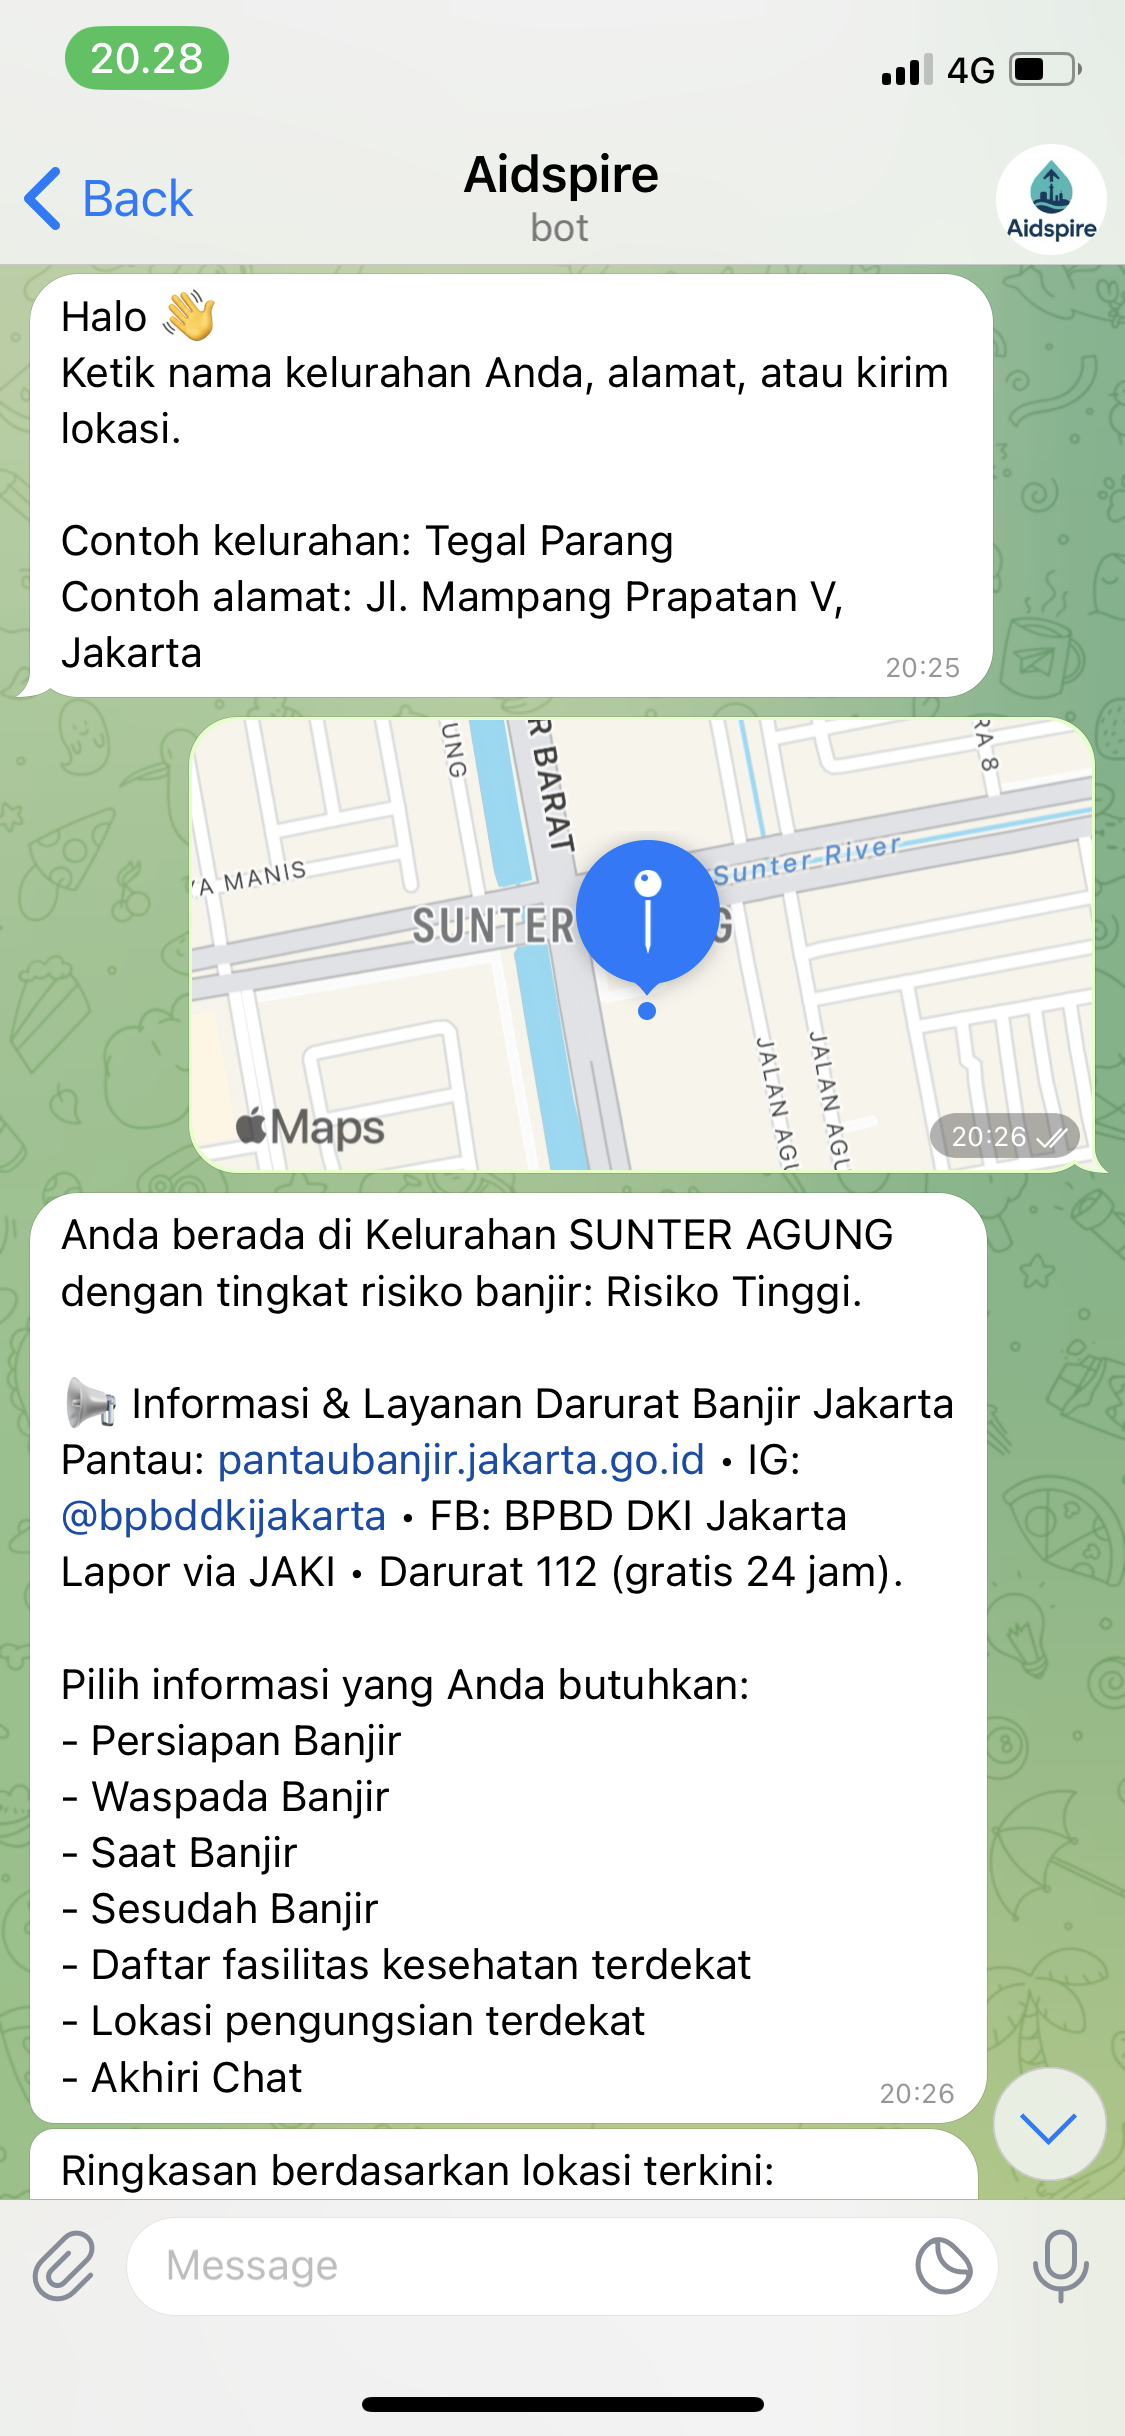 20.28
4G
Back
Aidspire
bot
Aidspire
Halo 👋
Ketik nama kelurahan Anda, alamat, atau kirim
lokasi.
Contoh kelurahan: Tegal Parang
Contoh alamat: Jl. Mampang Prapatan V,
Jakarta
20:25
UNG
R BARAT
RA 8
YA MANIS
Sunter River
SUNTER G
JALAN AGU
JALAN AGU
Maps
20:26
Anda berada di Kelurahan SUNTER AGUNG
dengan tingkat risiko banjir: Risiko Tinggi.
📢 Informasi & Layanan Darurat Banjir Jakarta
Pantau: pantaubanjir.jakarta.go.id • IG:
@bpbddkijakarta • FB: BPBD DKI Jakarta
Lapor via JAKI • Darurat 112 (gratis 24 jam).
Pilih informasi yang Anda butuhkan:
- Persiapan Banjir
- Waspada Banjir
- Saat Banjir
- Sesudah Banjir
- Daftar fasilitas kesehatan terdekat
- Lokasi pengungsian terdekat
- Akhiri Chat
20:26
Ringkasan berdasarkan lokasi terkini:
Message